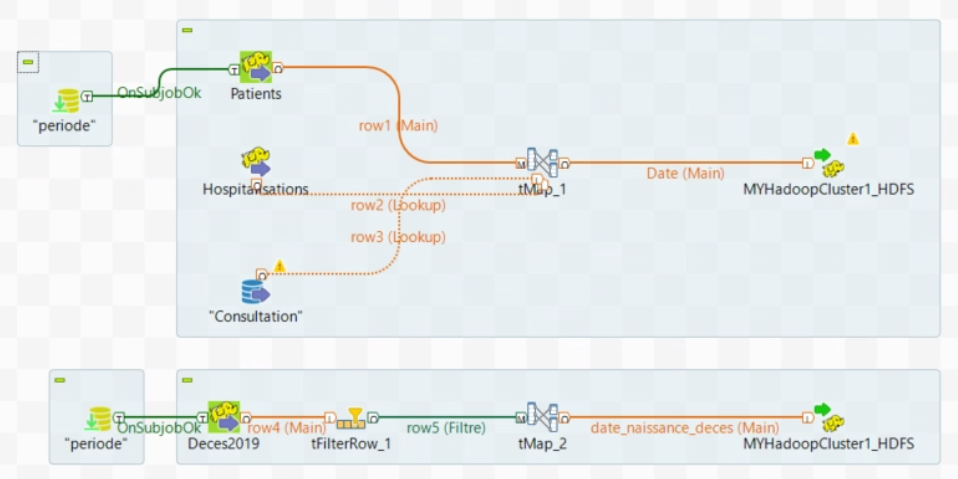 OnSubjobOk
"periode"
Patients
row1 (Main)
Hospitalisations
tMap_1
Date (Main)
MYHadoopCluster1_HDFS
row2 (Lookup)
row3 (Lookup)
"Consultation"
"periode"
OnSubjobOk
Deces2019
row4 (Main)
tFilterRow_1
row5 (Filtre)
tMap_2
date_naissance_deces (Main)
MYHadoopCluster1_HDFS